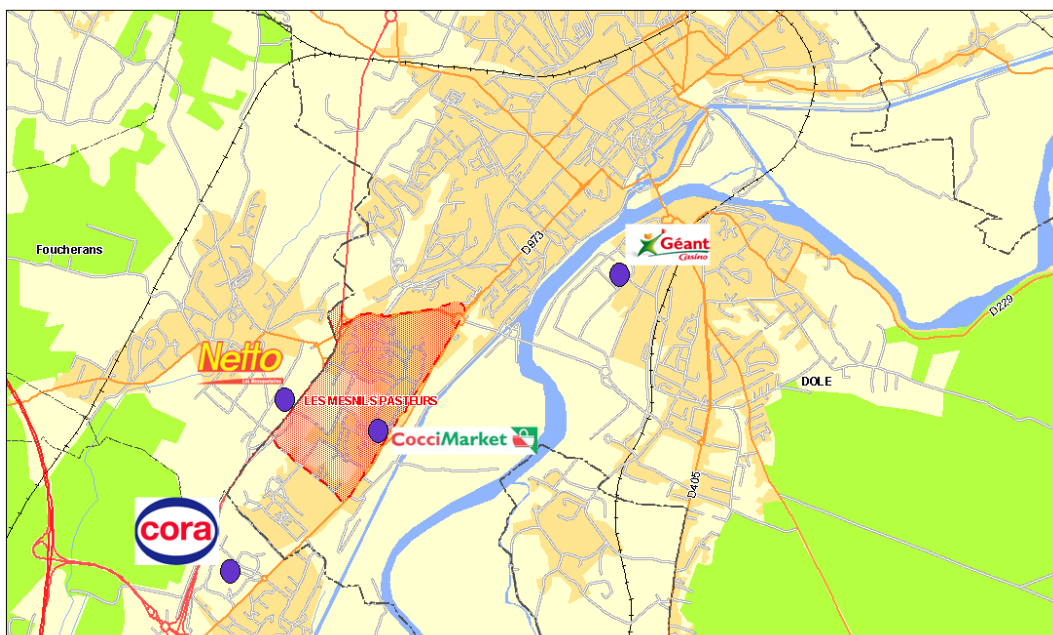 Géant
Casino
D973
Foucherans
D229
Netto
Les Mousquetaires
DOLE
LES MESNILS PASTEURS
CocciMarket
D405
cora